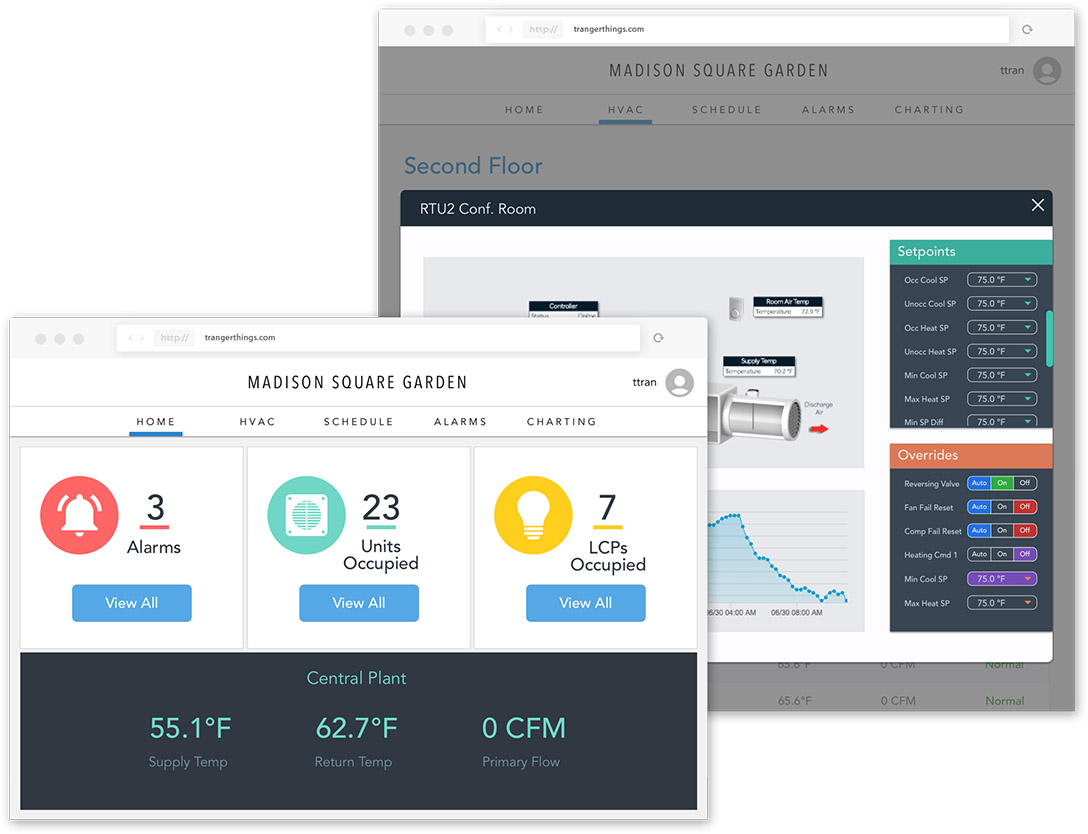 http:// trangerthings.com
MADISON SQUARE GARDEN
ttran
HOME HVAC SCHEDULE ALARMS CHARTING
Second Floor
RTU2 Conf. Room
Controller
Status Online
Room Air Temp
Temperature 72.9 °F
Supply Temp
Temperature 70.2 °F
Discharge
Air
06/30 04:00 AM 06/30 08:00 AM
Setpoints
Occ Cool SP 75.0 °F
Unocc Cool SP 75.0 °F
Occ Heat SP 75.0 °F
Unocc Heat SP 75.0 °F
Min Cool SP 75.0 °F
Max Heat SP 75.0 °F
Min SP Diff 75.0 °F
Overrides
Reversing Valve Auto On Off
Fan Fail Reset Auto On Off
Comp Fail Reset Auto On Off
Heating Cmd 1 Auto On Off
Min Cool SP 75.0 °F
Max Heat SP 75.0 °F
65.6°F 0 CFM Normal
65.6°F 0 CFM Normal
http:// trangerthings.com
MADISON SQUARE GARDEN
ttran
HOME HVAC SCHEDULE ALARMS CHARTING
3
Alarms
View All
23
Units
Occupied
View All
7
LCPs
Occupied
View All
Central Plant
55.1°F 62.7°F 0 CFM
Supply Temp Return Temp Primary Flow